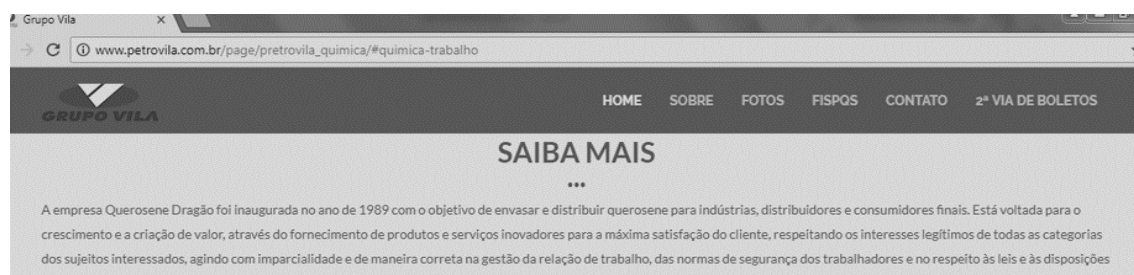 Grupo Vila
www.petrovila.com.br/page/pretrovila_quimica/#quimica-trabalho
GRUPO VILA
HOME SOBRE FOTOS FISPQS CONTATO 2ª VIA DE BOLETOS
SAIBA MAIS
A empresa Querosene Dragão foi inaugurada no ano de 1989 com o objetivo de envasar e distribuir querosene para indústrias, distribuidores e consumidores finais. Está voltada para o
crescimento e a criação de valor, através do fornecimento de produtos e serviços inovadores para a máxima satisfação do cliente, respeitando os interesses legítimos de todas as categorias
dos sujeitos interessados, agindo com imparcialidade e de maneira correta na gestão da relação de trabalho, das normas de segurança dos trabalhadores e no respeito às leis e às disposições